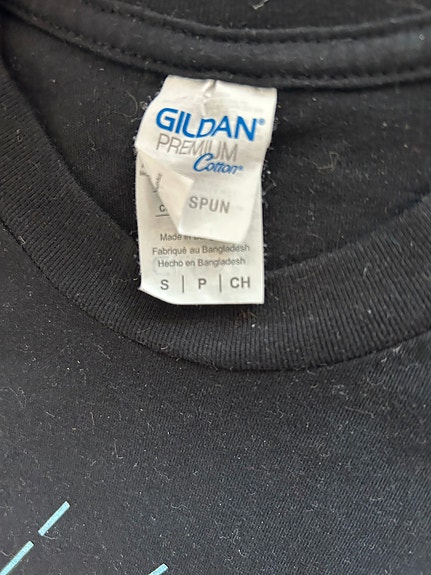 GILDAN®
PREMIUM
Cotton®
SPUN
Made in
Fabriqué au Bangladesh
Hecho en Bangladesh
S | P | CH